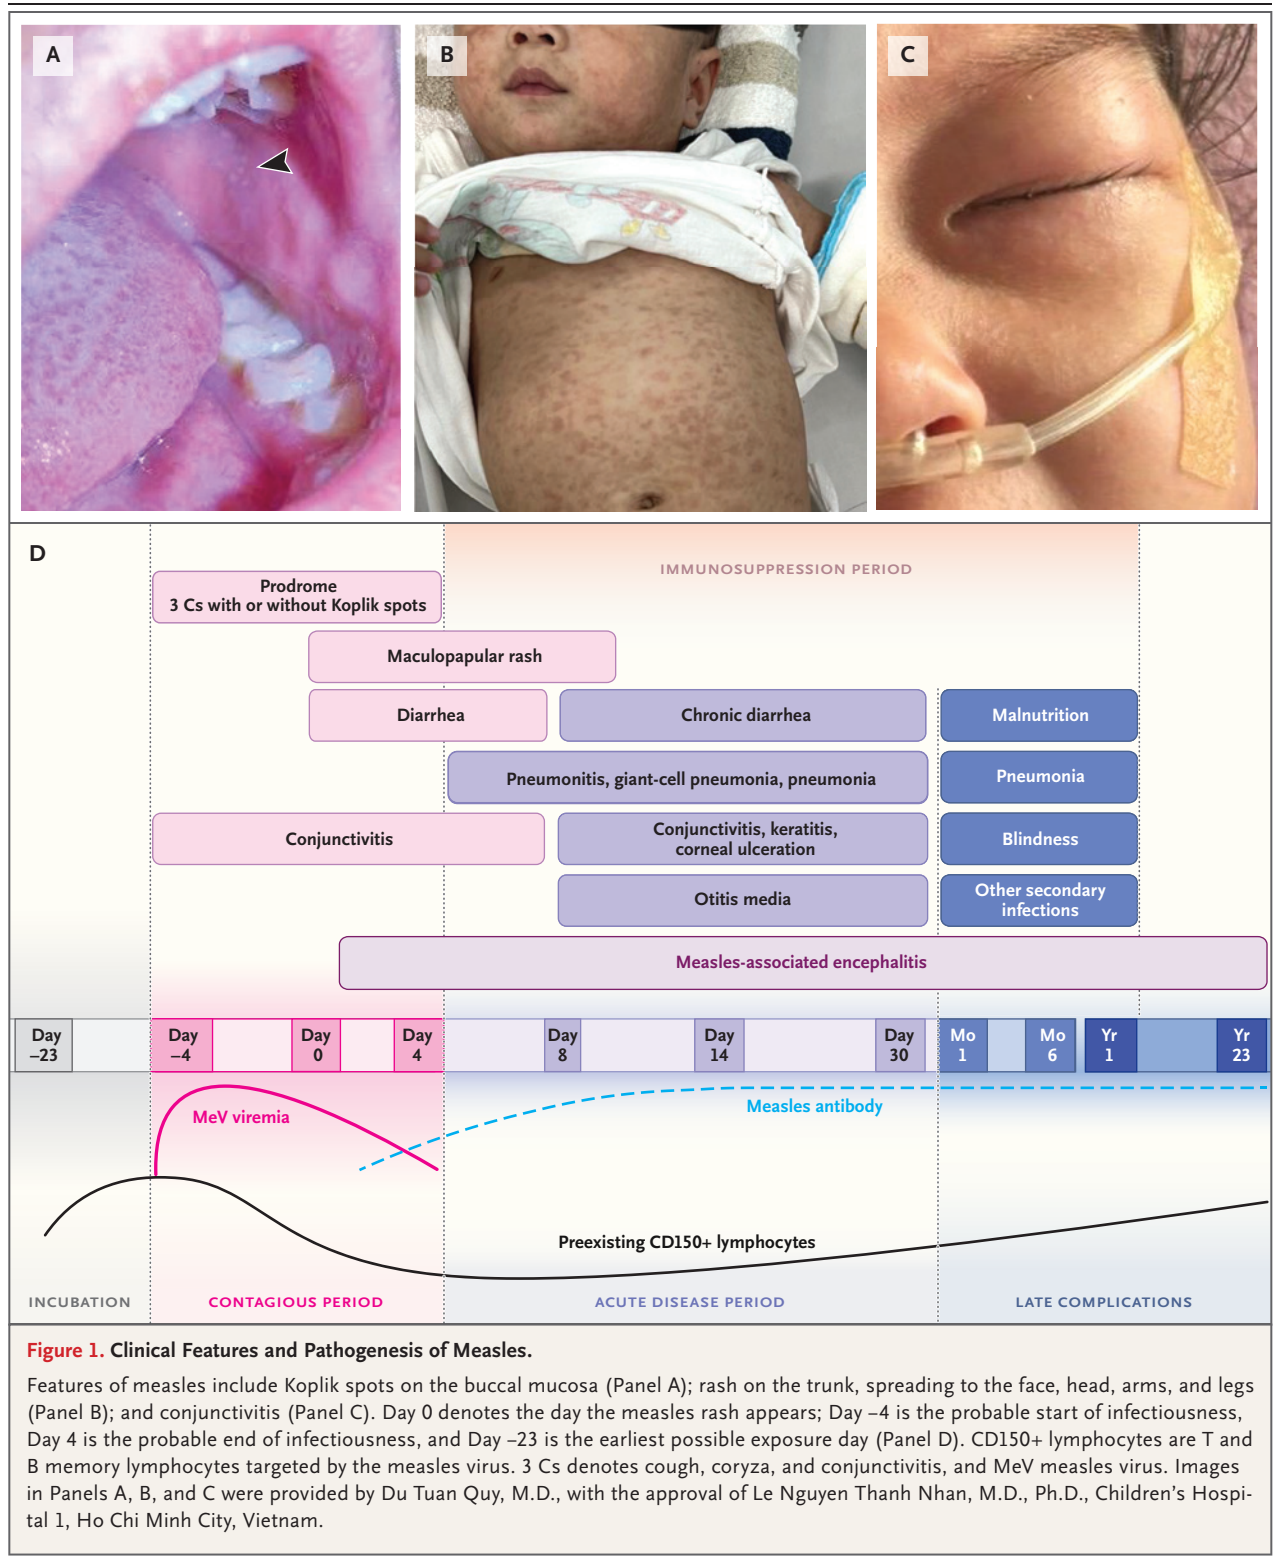 A
B
C
D
IMMUNOSUPPRESSION PERIOD
Prodrome
3 Cs with or without Koplik spots
Maculopapular rash
Diarrhea
Chronic diarrhea
Malnutrition
Pneumonitis, giant-cell pneumonia, pneumonia
Pneumonia
Conjunctivitis
Conjunctivitis, keratitis,
corneal ulceration
Blindness
Otitis media
Other secondary
infections
Measles-associated encephalitis
Day
–23
Day
–4
Day
0
Day
4
Day
8
Day
14
Day
30
Mo
1
Mo
6
Yr
1
Yr
23
MeV viremia
Measles antibody
Preexisting CD150+ lymphocytes
INCUBATION
CONTAGIOUS PERIOD
ACUTE DISEASE PERIOD
LATE COMPLICATIONS
Figure 1. Clinical Features and Pathogenesis of Measles.
Features of measles include Koplik spots on the buccal mucosa (Panel A); rash on the trunk, spreading to the face, head, arms, and legs
(Panel B); and conjunctivitis (Panel C). Day 0 denotes the day the measles rash appears; Day –4 is the probable start of infectiousness,
Day 4 is the probable end of infectiousness, and Day –23 is the earliest possible exposure day (Panel D). CD150+ lymphocytes are T and
B memory lymphocytes targeted by the measles virus. 3 Cs denotes cough, coryza, and conjunctivitis, and MeV measles virus. Images
in Panels A, B, and C were provided by Du Tuan Quy, M.D., with the approval of Le Nguyen Thanh Nhan, M.D., Ph.D., Children's Hospi-
tal 1, Ho Chi Minh City, Vietnam.